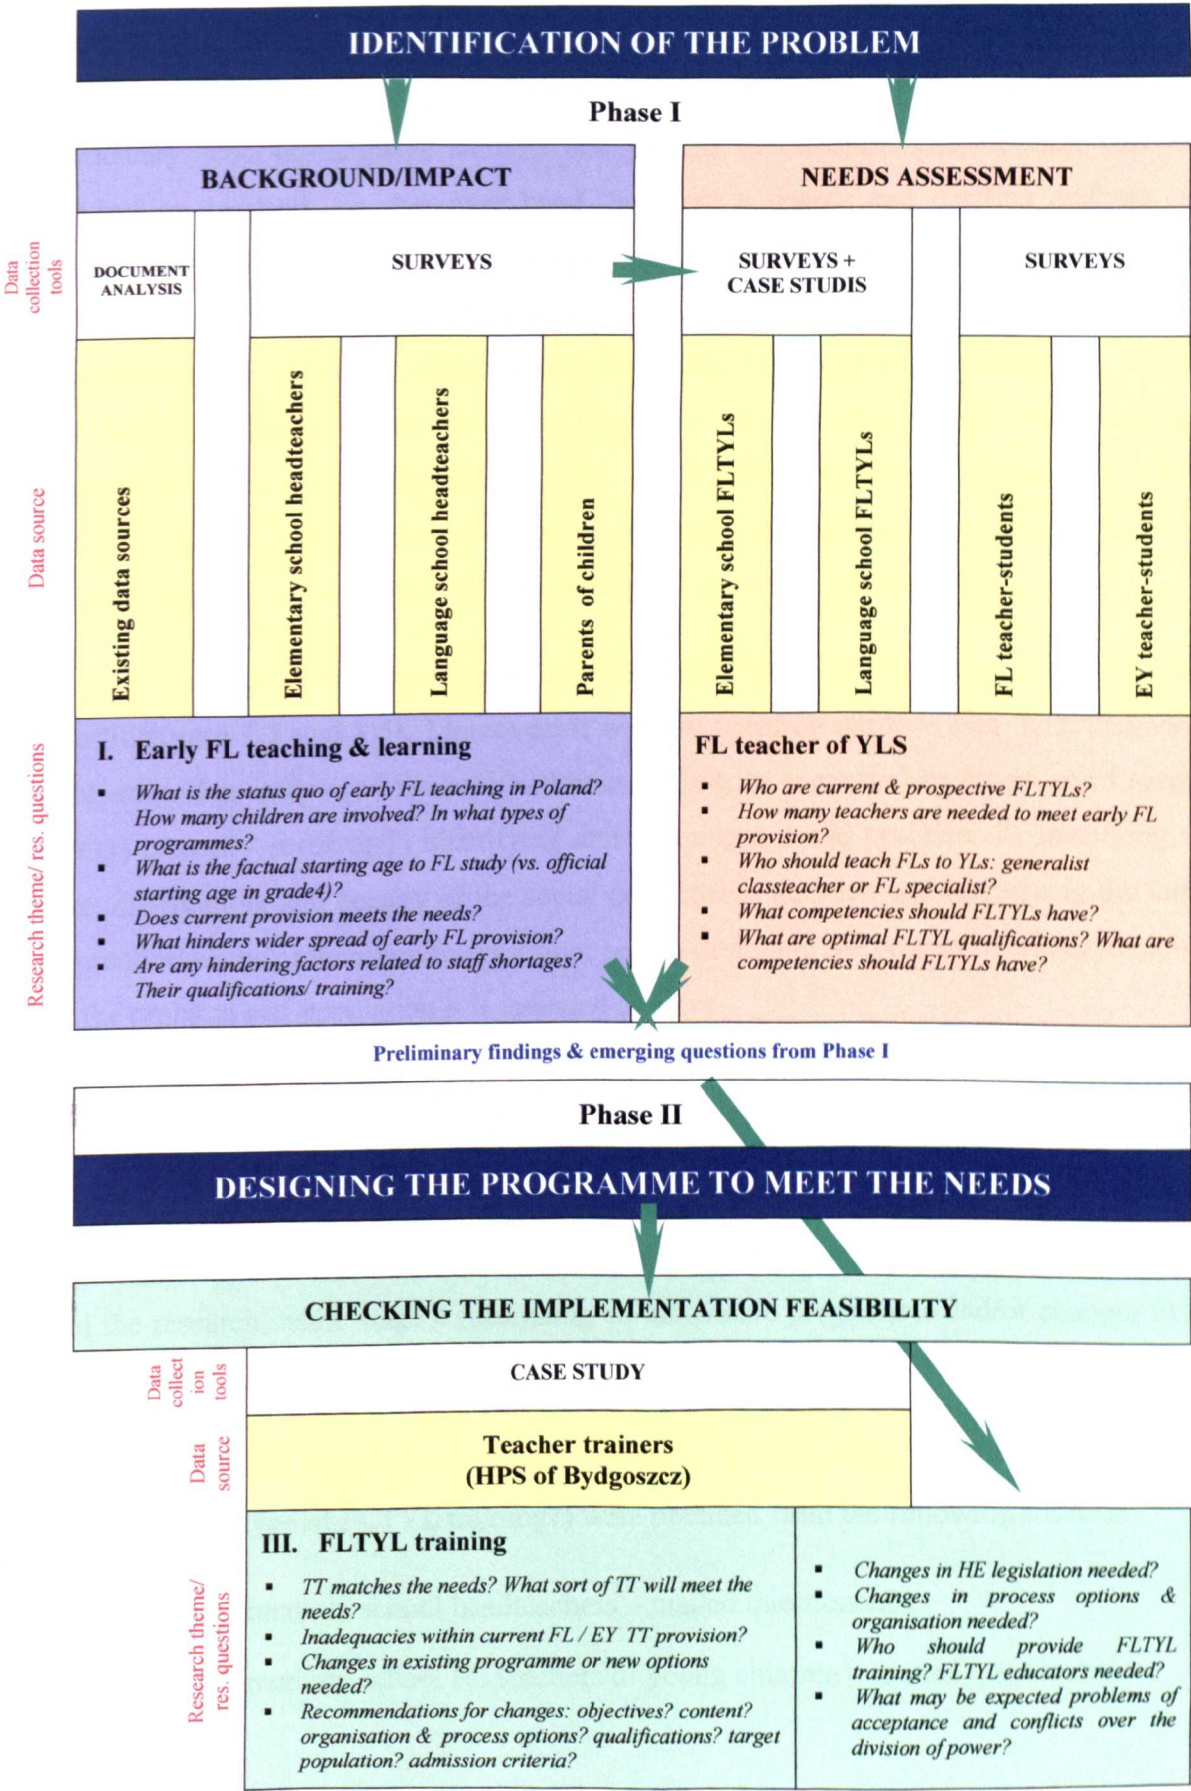 IDENTIFICATION OF THE PROBLEM
Phase I
BACKGROUND/IMPACT
NEEDS ASSESSMENT
Data
collection
tools
DOCUMENT
ANALYSIS
SURVEYS
SURVEYS +
CASE STUDIS
SURVEYS
Data source
Existing data sources
Elementary school headteachers
Language school headteachers
Parents of children
Elementary school FLTYLs
Language school FLTYLs
FL teacher-students
EY teacher-students
Research theme/ res. questions
I. Early FL teaching & learning
▪ What is the status quo of early FL teaching in Poland?
How many children are involved? In what types of
programmes?
▪ What is the factual starting age to FL study (vs. official
starting age in grade4)?
▪ Does current provision meets the needs?
▪ What hinders wider spread of early FL provision?
▪ Are any hindering factors related to staff shortages?
Their qualifications/ training?
FL teacher of YLS
▪ Who are current & prospective FLTYLs?
▪ How many teachers are needed to meet early FL
provision?
▪ Who should teach FLs to YLs: generalist
classteacher or FL specialist?
▪ What competencies should FLTYLs have?
▪ What are optimal FLTYL qualifications? What are
competencies should FLTYLs have?
Preliminary findings & emerging questions from Phase I
Phase II
DESIGNING THE PROGRAMME TO MEET THE NEEDS
CHECKING THE IMPLEMENTATION FEASIBILITY
Data
collect
ion
tools
CASE STUDY
Data
source
Teacher trainers
(HPS of Bydgoszcz)
Research theme/
res. questions
III. FLTYL training
▪ TT matches the needs? What sort of TT will meet the
needs?
▪ Inadequacies within current FL / EY TT provision?
▪ Changes in existing programme or new options
needed?
▪ Recommendations for changes: objectives? content?
organisation & process options? qualifications? target
population? admission criteria?
▪ Changes in HE legislation needed?
▪ Changes in process options &
organisation needed?
▪ Who should provide FLTYL
training? FLTYL educators needed?
▪ What may be expected problems of
acceptance and conflicts over the
division of power?